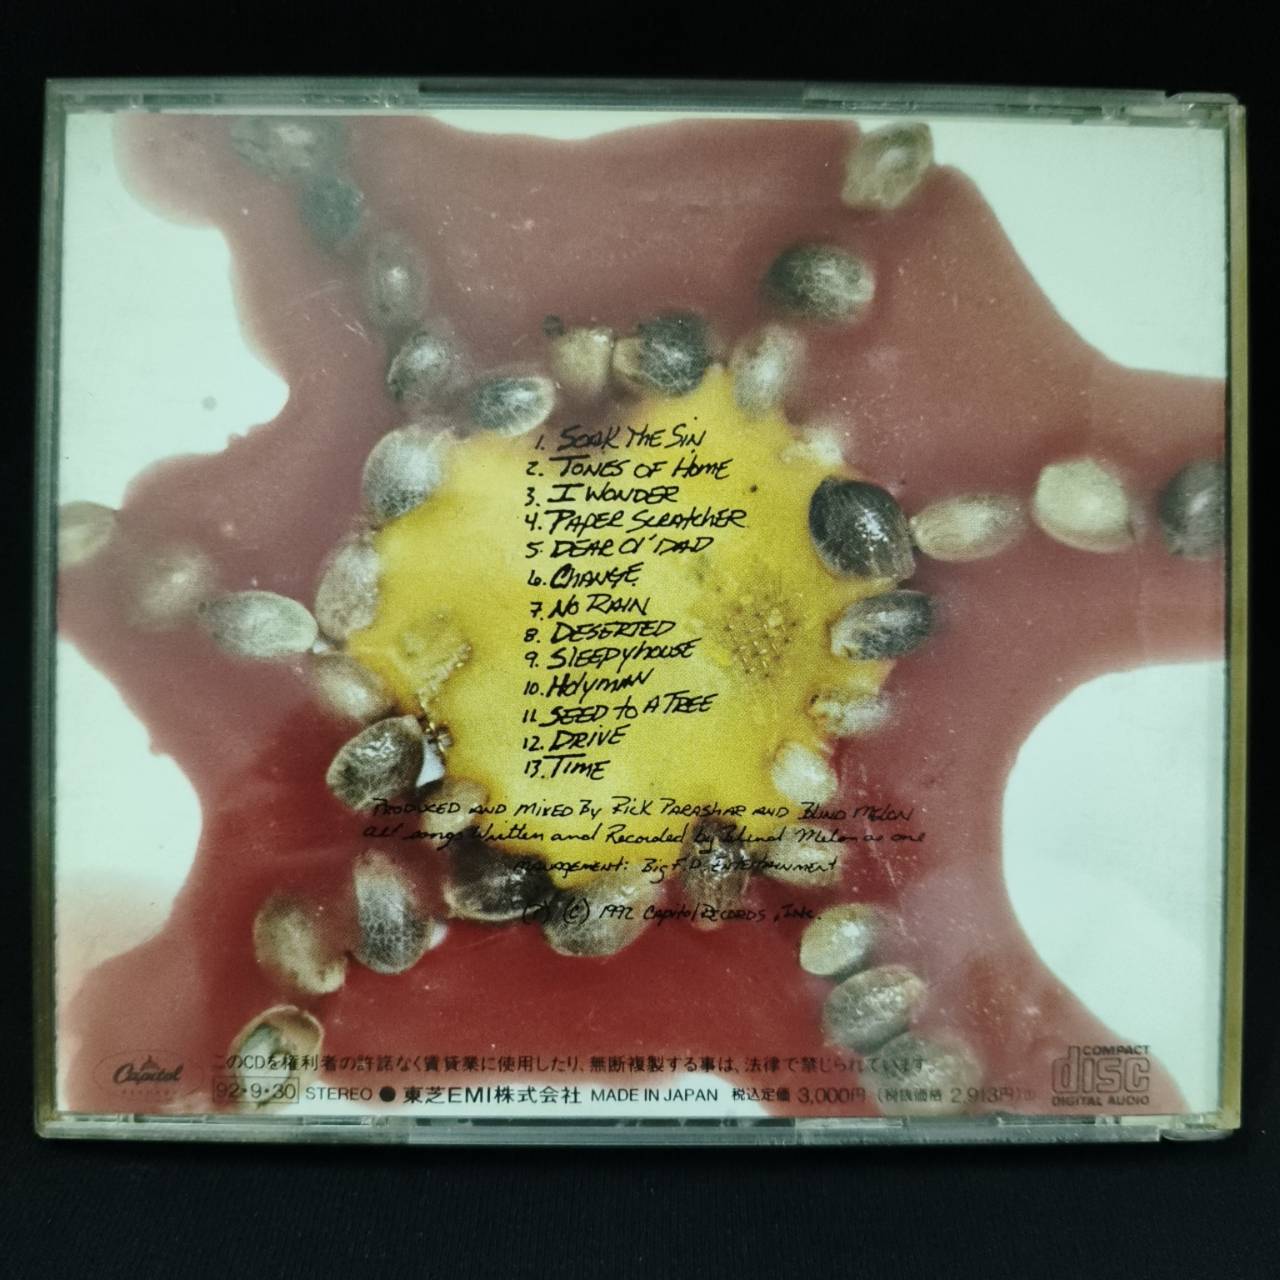 1. SOAK THE SIN
2. TONES OF HOME
3. I WONDER
4. PAPER SCRATCHER
5. DEAR Ol' DAD
6. CHANGE
7. NO RAIN
8. DESERTED
9. SLEEPYHOUSE
10. HOLYMAN
11. SEED to A TREE
12. DRIVE
13. TIME
PRODUCED AND MIXED By RICK PARASHAR AND BLIND MELON
All songs Written and Recorded by Blind Melon as one
MANAGEMENT: Big F.D. ENTERTAINMENT
(P) (C) 1992 Capitol RECORDS, INC.
Capitol
RECORDS
このCDを権利者の許諾なく賃貸業に使用したり、無断複製する事は、法律で禁じられています。
92・9・30 STEREO ● 東芝EMI株式会社 MADE IN JAPAN 税込定価 3,000円 (税抜価格 2,913円)
COMPACT
disc
DIGITAL AUDIO